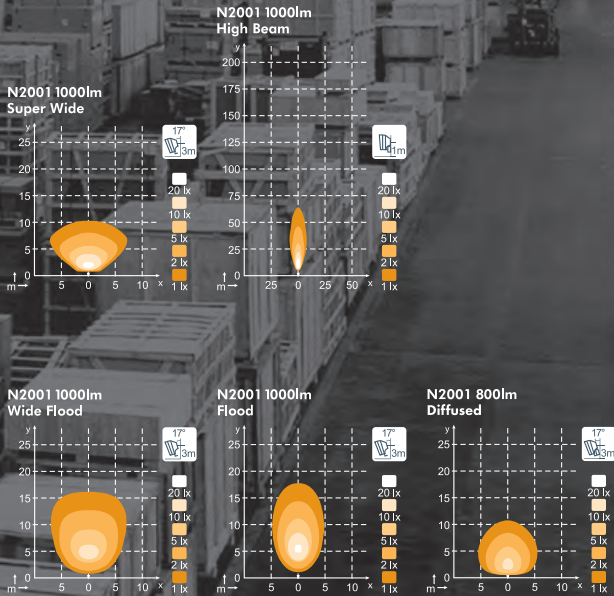 N2001 1000lm
High Beam
y
200
175
150
125
100
75
50
25
0
m
25
0
25
50
x
1m
20 lx
10 lx
5 lx
2 lx
1 lx
N2001 1000lm
Super Wide
y
25
20
15
10
5
0
m
5
0
5
10
x
17°
3m
20 lx
10 lx
5 lx
2 lx
1 lx
N2001 1000lm
Wide Flood
y
25
20
15
10
5
0
m
5
0
5
10
x
17°
3m
20 lx
10 lx
5 lx
2 lx
1 lx
N2001 1000lm
Flood
y
25
20
15
10
5
0
m
5
0
5
10
x
17°
3m
20 lx
10 lx
5 lx
2 lx
1 lx
N2001 800lm
Diffused
y
25
20
15
10
5
0
m
5
0
5
10
x
17°
3m
20 lx
10 lx
5 lx
2 lx
1 lx